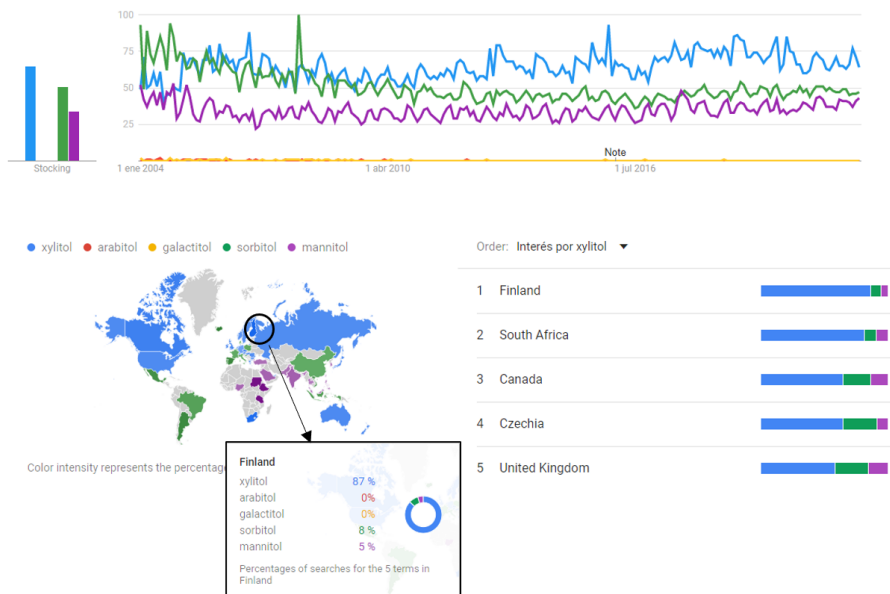 100
75
50
25
Note
Stocking
1 ene 2004
1 abr 2010
1 jul 2016
xylitol arabitol galactitol sorbitol mannitol
Order: Interés por xylitol
1 Finland
2 South Africa
3 Canada
4 Czechia
5 United Kingdom
Color intensity represents the percentage
Finland
xylitol 87 %
arabitol 0%
galactitol 0%
sorbitol 8 %
mannitol 5 %
Percentages of searches for the 5 terms in
Finland